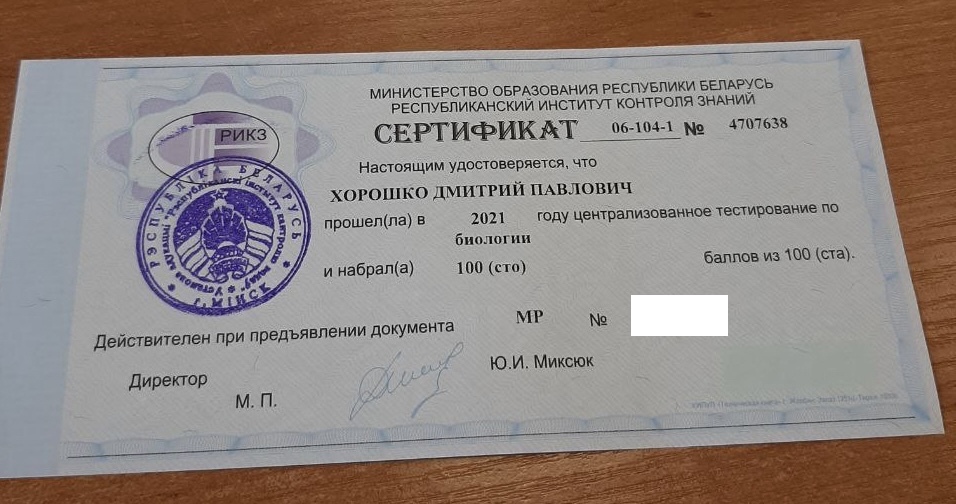 МИНИСТЕРСТВО ОБРАЗОВАНИЯ РЕСПУБЛИКИ БЕЛАРУСЬ
РЕСПУБЛИКАНСКИЙ ИНСТИТУТ КОНТРОЛЯ ЗНАНИЙ
РИКЗ
СЕРТИФИКАТ 06-104-1 № 4707638
Настоящим удостоверяется, что
ХОРОШКО ДМИТРИЙ ПАВЛОВИЧ
прошел(ла) в 2021 году централизованное тестирование по
биологии
и набрал(а) 100 (сто) баллов из 100 (ста).
РЭСПУБЛІКА БЕЛАРУСЬ
г. МІНСК
Действителен при предъявлении документа МР №
Директор Ю.И. Миксюк
М. П.